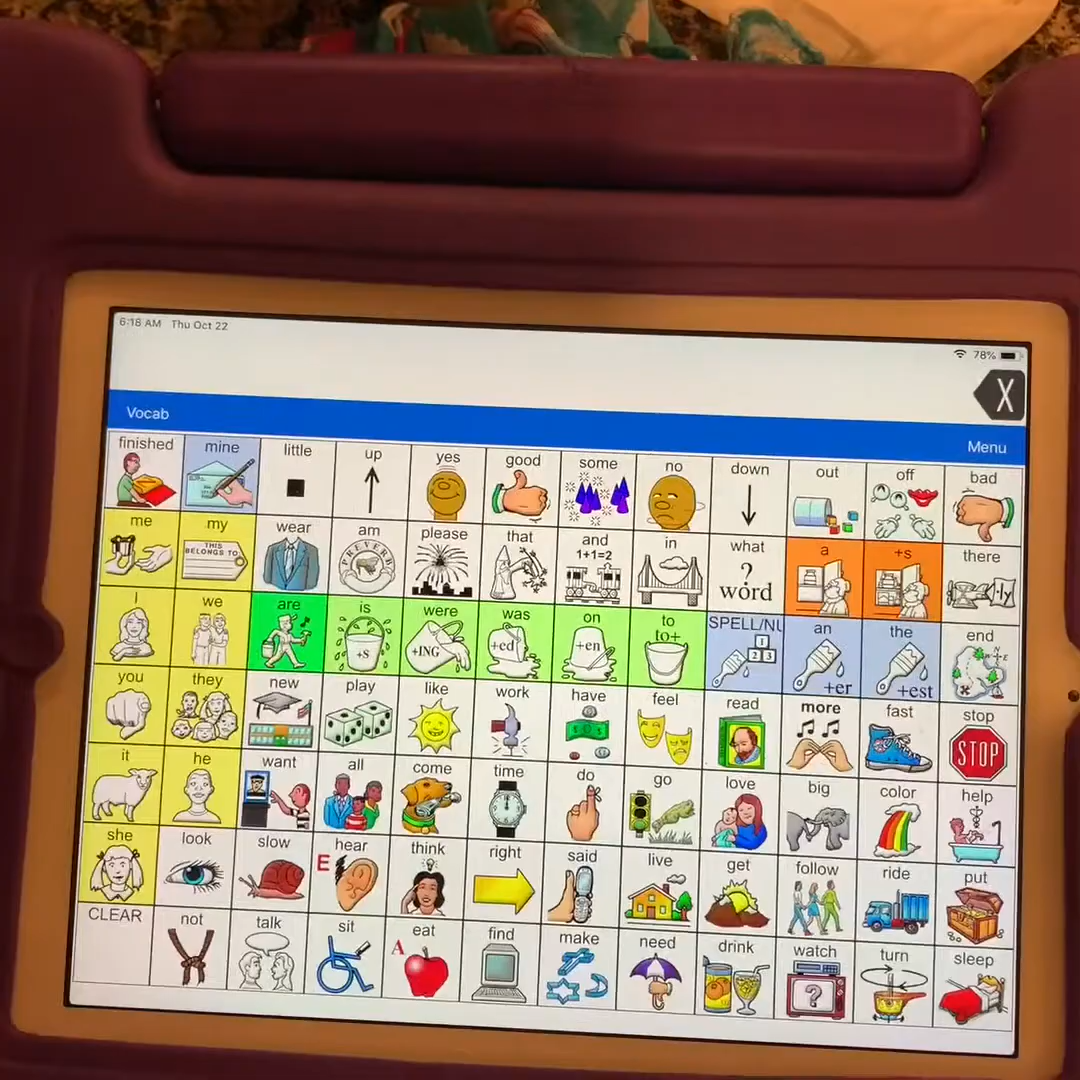 6:18 AM Thu Oct 22
78%
X
Vocab
Menu
finished mine little up yes good some no down out off bad
me my wear am please that and in what a +s there
THIS BELONGS TO PREVERB 1+1=2 ? word ly
I we are is were was on to SPELL/NU an the end
+S +ING +ed +en to+ 1 2 3 +er +est N E
you they new play like work have feel read more fast stop
STOP
it he want all come time do go love big color help
she look slow hear think right said live get follow ride put
E
CLEAR not talk sit eat find make need drink watch turn sleep
A ?